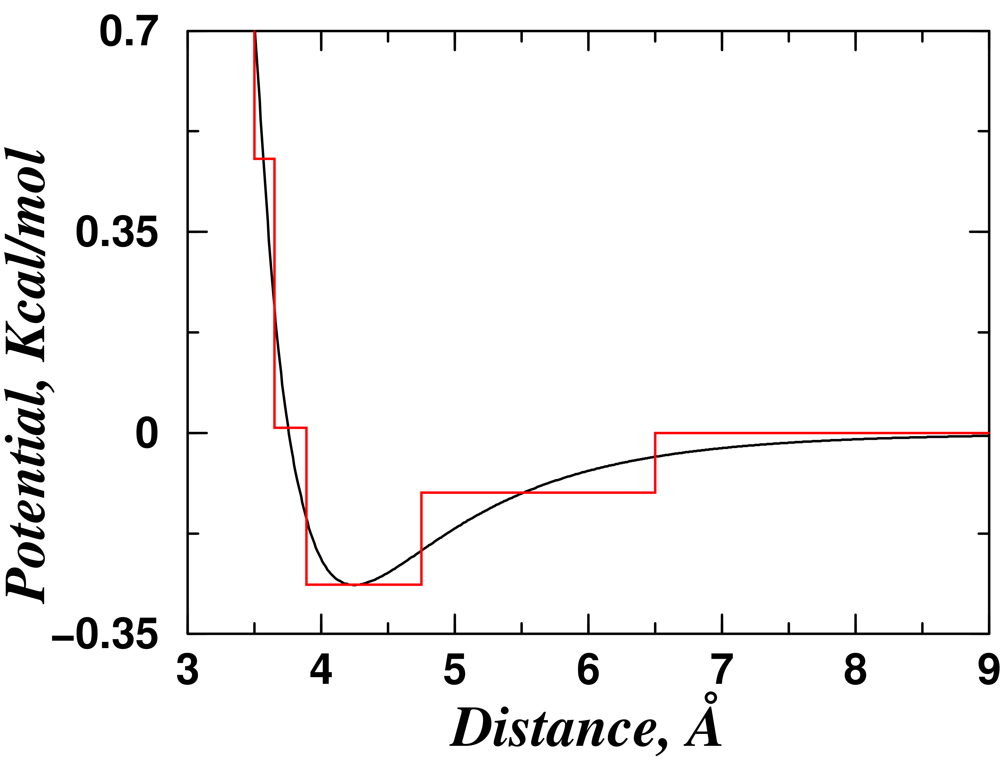 0.7
0.35
0
–0.35
Potential, Kcal/mol
3 4 5 6 7 8 9
Distance, Å